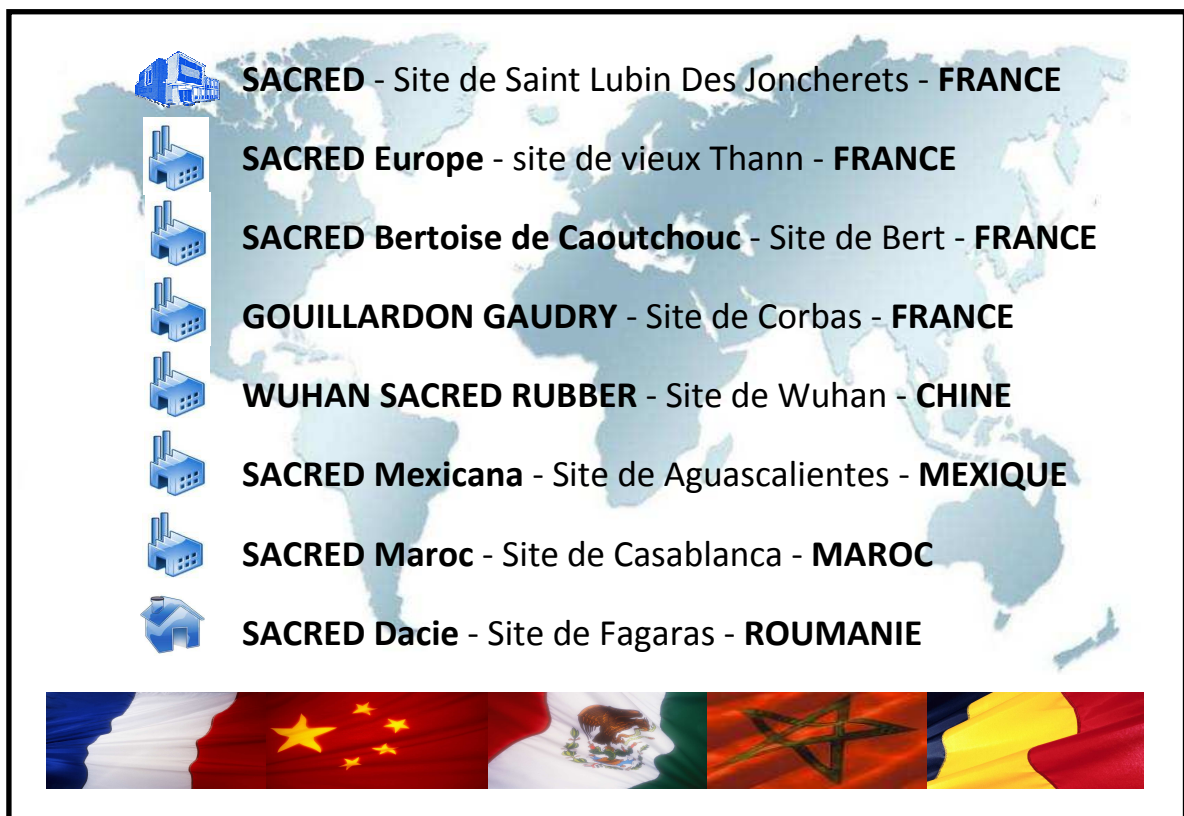 SACRED - Site de Saint Lubin Des Joncherets - FRANCE
SACRED Europe - site de vieux Thann - FRANCE
SACRED Bertoise de Caoutchouc - Site de Bert - FRANCE
GOUILLARDON GAUDRY - Site de Corbas - FRANCE
WUHAN SACRED RUBBER - Site de Wuhan - CHINE
SACRED Mexicana - Site de Aguascalientes - MEXIQUE
SACRED Maroc - Site de Casablanca - MAROC
SACRED Dacie - Site de Fagaras - ROUMANIE